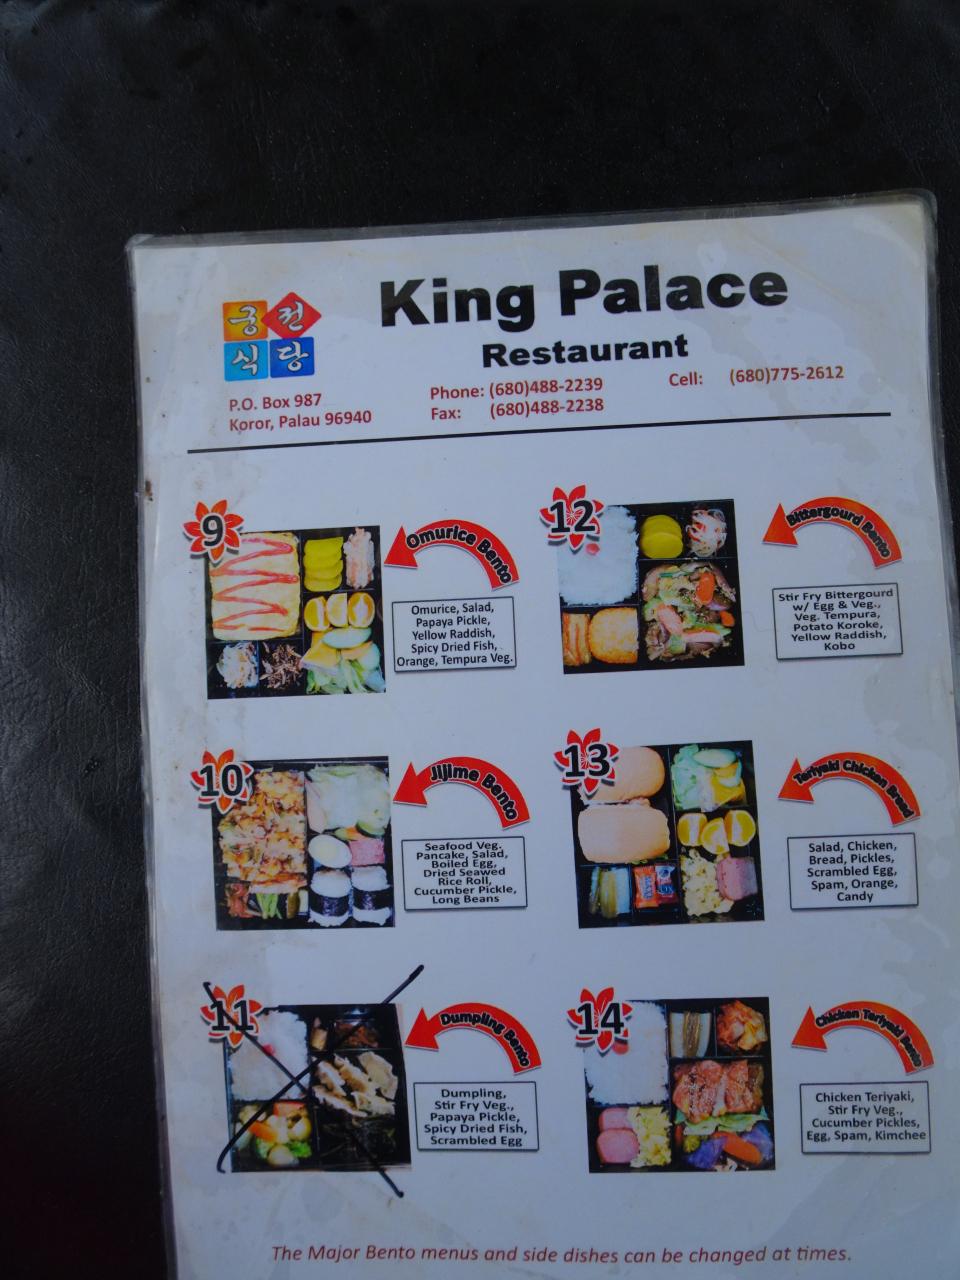 궁전
식당
King Palace
Restaurant
P.O. Box 987
Koror, Palau 96940
Phone: (680)488-2239
Fax: (680)488-2238
Cell: (680)775-2612
9
Omurice Bento
Omurice, Salad,
Papaya Pickle,
Yellow Raddish,
Spicy Dried Fish,
Orange, Tempura Veg.
12
Bittergourd Bento
Stir Fry Bittergourd
w/ Egg & Veg.,
Veg. Tempura,
Potato Koroke,
Yellow Raddish,
Kobo
10
Jijime Bento
Seafood Veg.
Pancake, Salad,
Boiled Egg,
Dried Seawed
Rice Roll,
Cucumber Pickle,
Long Beans
13
Teriyaki Chicken Bread
Salad, Chicken,
Bread, Pickles,
Scrambled Egg,
Spam, Orange,
Candy
11
Dumpling Bento
Dumpling,
Stir Fry Veg.,
Papaya Pickle,
Spicy Dried Fish,
Scrambled Egg
14
Chicken Teriyaki Bento
Chicken Teriyaki,
Stir Fry Veg.,
Cucumber Pickles,
Egg, Spam, Kimchee
The Major Bento menus and side dishes can be changed at times.